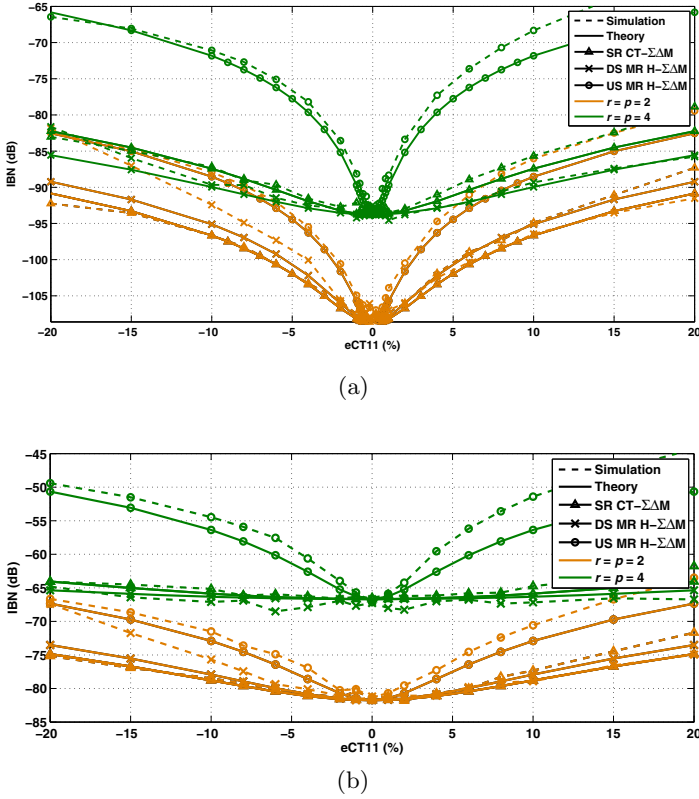 −65
−70
−75
−80
−85
−90
−95
−100
−105
IBN (dB)
−20 −15 −10 −5 0 5 10 15 20
eCT11 (%)
Simulation
Theory
SR CT−ΣΔM
DS MR H−ΣΔM
US MR H−ΣΔM
r = p = 2
r = p = 4
(a)
−45
−50
−55
−60
−65
−70
−75
−80
−85
IBN (dB)
−20 −15 −10 −5 0 5 10 15 20
eCT11 (%)
Simulation
Theory
SR CT−ΣΔM
DS MR H−ΣΔM
US MR H−ΣΔM
r = p = 2
r = p = 4
(b)